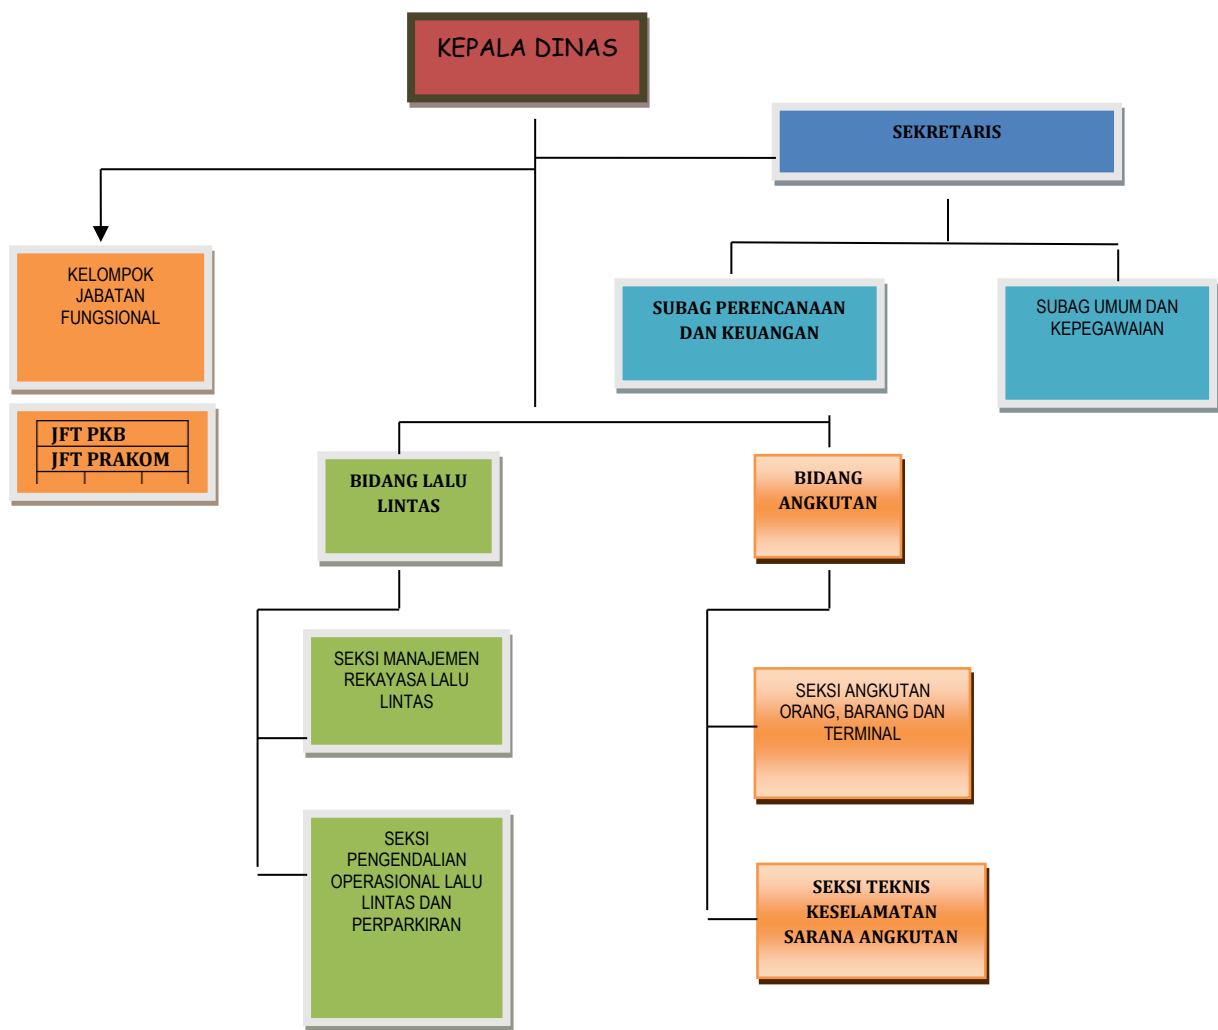 KEPALA DINAS
SEKRETARIS
KELOMPOK
JABATAN
FUNGSIONAL
SUBAG PERENCANAAN
DAN KEUANGAN
SUBAG UMUM DAN
KEPEGAWAIAN
JFT PKB
JFT PRAKOM
BIDANG LALU
LINTAS
BIDANG
ANGKUTAN
SEKSI MANAJEMEN
REKAYASA LALU
LINTAS
SEKSI ANGKUTAN
ORANG, BARANG DAN
TERMINAL
SEKSI
PENGENDALIAN
OPERASIONAL LALU
LINTAS DAN
PERPARKIRAN
SEKSI TEKNIS
KESELAMATAN
SARANA ANGKUTAN